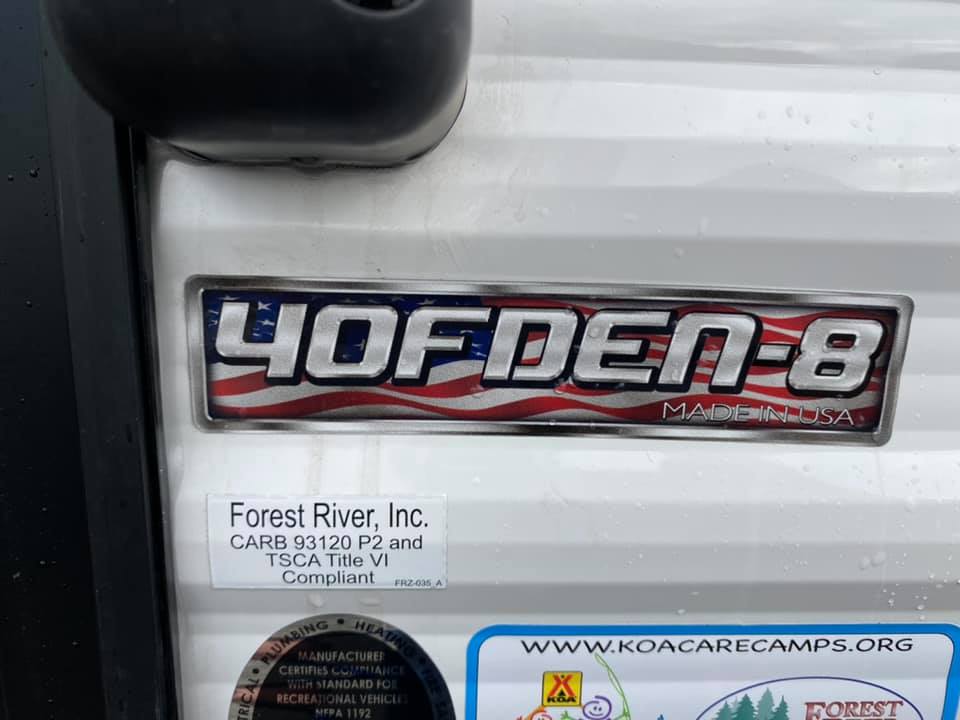 40FDEN-8
MADE IN USA
Forest River, Inc.
CARB 93120 P2 and
TSCA Title VI
Compliant
FRZ-035_A
PLUMBING • HEATING •
MANUFACTURER
CERTIFIES COMPLIANCE
WITH STANDARD FOR
RECREATIONAL VEHICLES
NFPA 1192
WWW.KOACARECAMPS.ORG
KOA
FOREST